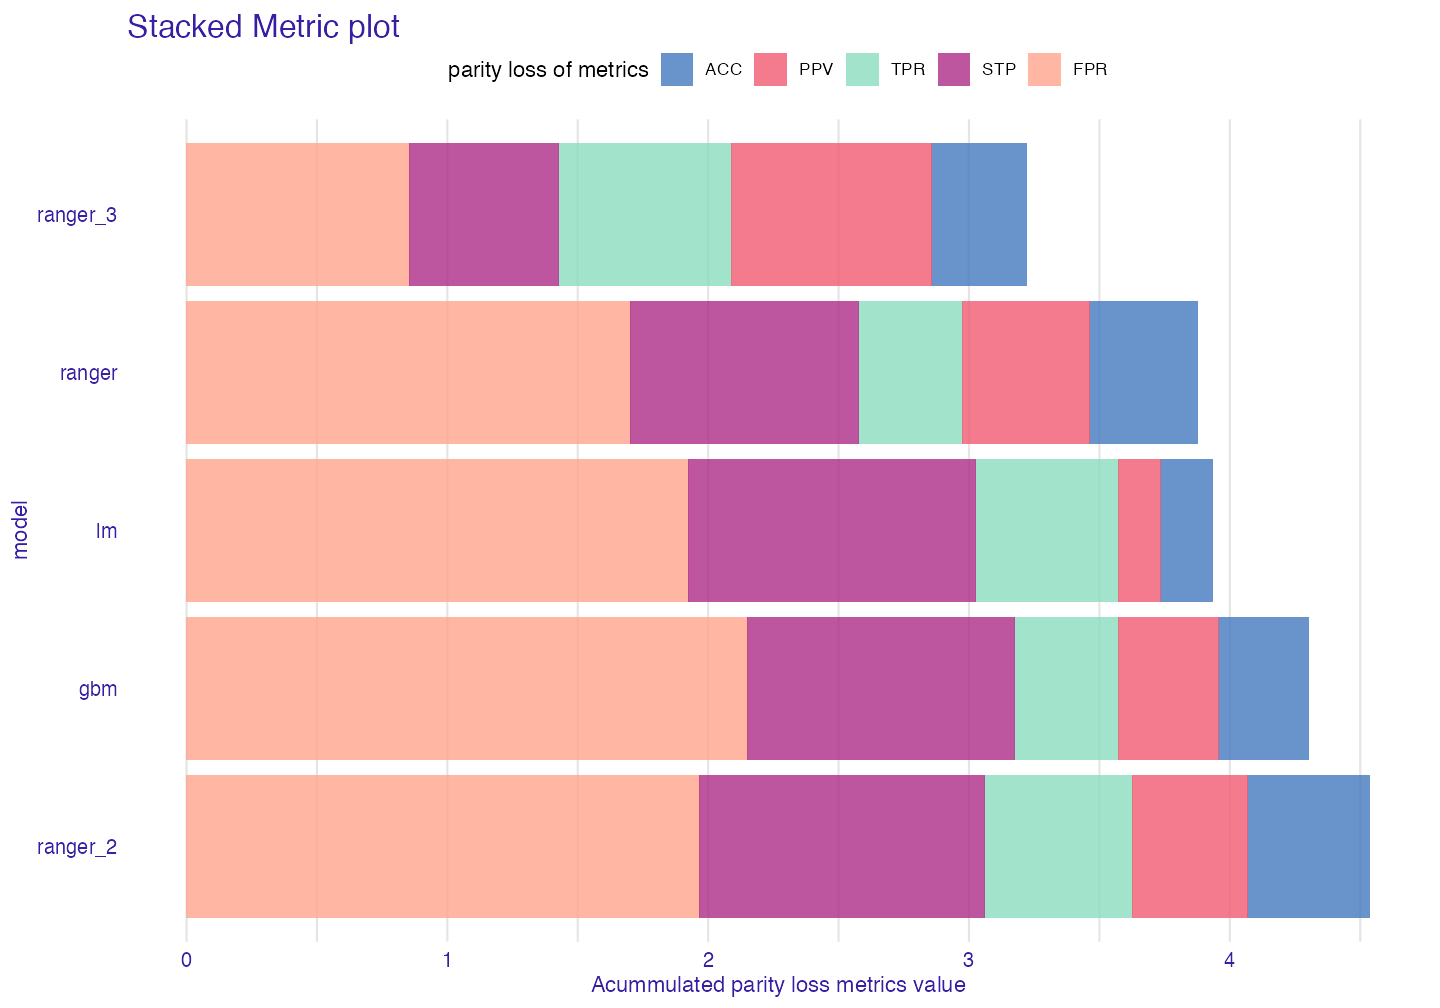 Stacked Metric plot
parity loss of metrics ACC PPV TPR STP FPR
ranger_3
ranger
lm
gbm
ranger_2
model
0 1 2 3 4
Acummulated parity loss metrics value